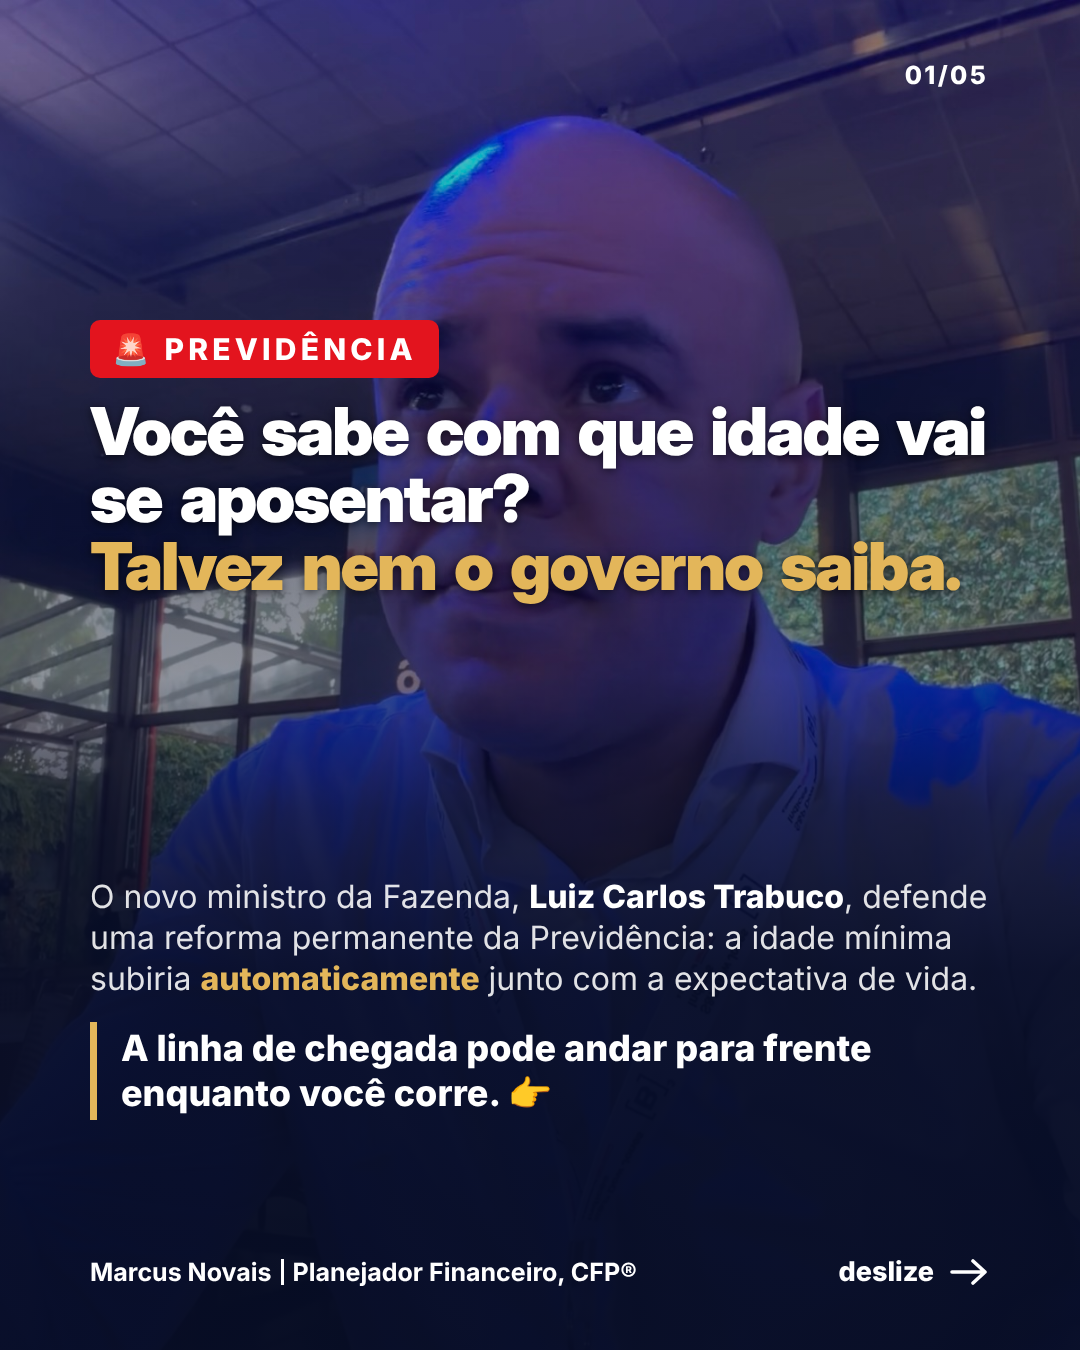 01/05
🚨 PREVIDÊNCIA
Você sabe com que idade vai
se aposentar?
Talvez nem o governo saiba.
O novo ministro da Fazenda, Luiz Carlos Trabuco, defende
uma reforma permanente da Previdência: a idade mínima
subiria automaticamente junto com a expectativa de vida.
A linha de chegada pode andar para frente
enquanto você corre. 👉
Marcus Novais | Planejador Financeiro, CFP®
deslize →